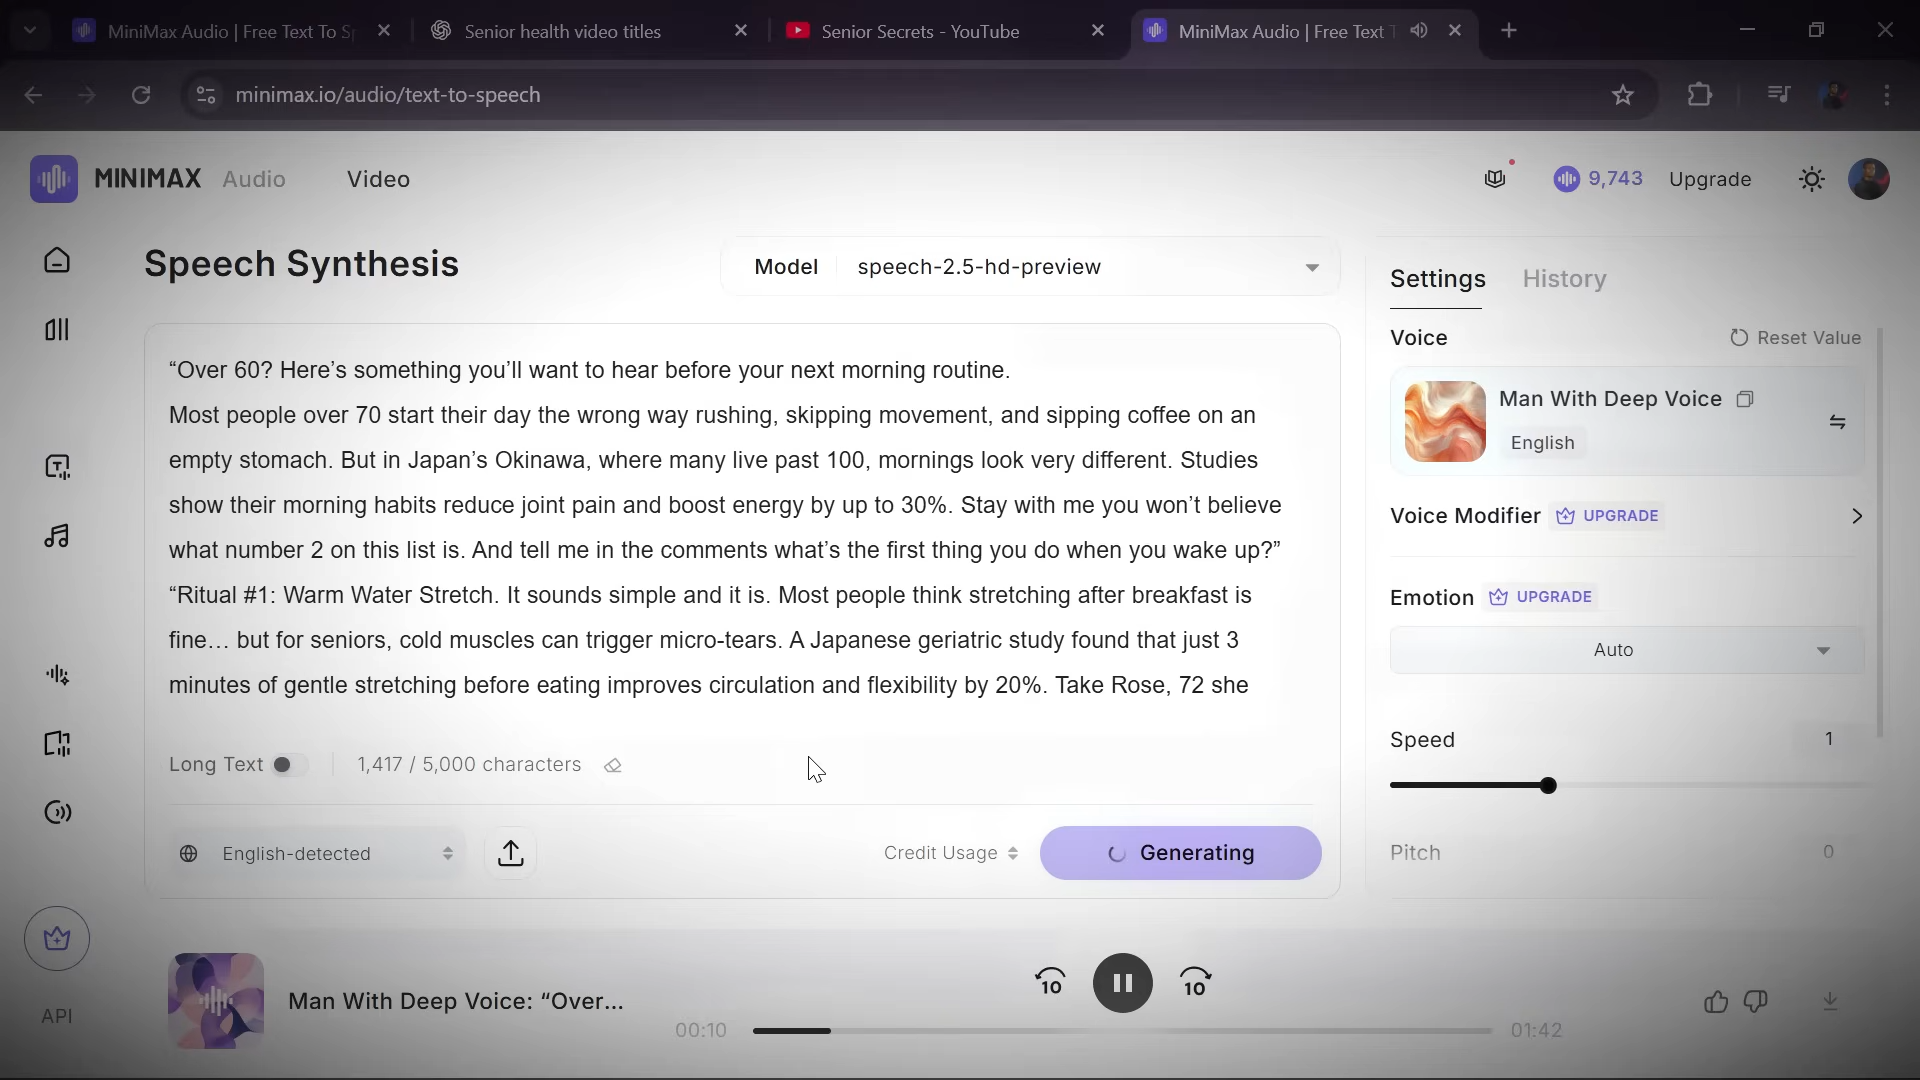 MiniMax Audio | Free Text To Sp
Senior health video titles
Senior Secrets - YouTube
MiniMax Audio | Free Text T
minimax.io/audio/text-to-speech
MINIMAX
Audio
Video
9,743
Upgrade
Speech Synthesis
Model
speech-2.5-hd-preview
Settings
History
Voice
Reset Value
Man With Deep Voice
English
Voice Modifier
UPGRADE
Emotion
UPGRADE
Auto
Speed
1
Pitch
0
“Over 60? Here’s something you’ll want to hear before your next morning routine.
Most people over 70 start their day the wrong way rushing, skipping movement, and sipping coffee on an
empty stomach. But in Japan’s Okinawa, where many live past 100, mornings look very different. Studies
show their morning habits reduce joint pain and boost energy by up to 30%. Stay with me you won’t believe
what number 2 on this list is. And tell me in the comments what’s the first thing you do when you wake up?”
“Ritual #1: Warm Water Stretch. It sounds simple and it is. Most people think stretching after breakfast is
fine… but for seniors, cold muscles can trigger micro-tears. A Japanese geriatric study found that just 3
minutes of gentle stretching before eating improves circulation and flexibility by 20%. Take Rose, 72 she
Long Text
1,417 / 5,000 characters
English-detected
Credit Usage
Generating
API
Man With Deep Voice: “Over...
10
10
00:10
01:42